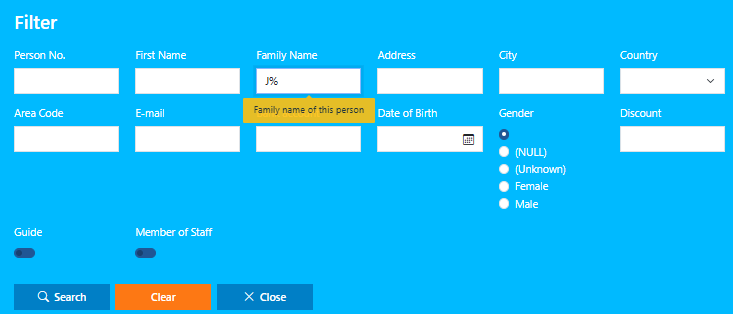 Filter
Person No. First Name Family Name Address City Country
J%
Family name of this person
Area Code E-mail Date of Birth Gender Discount
(NULL)
(Unknown)
Female
Male
Guide Member of Staff
Search Clear Close